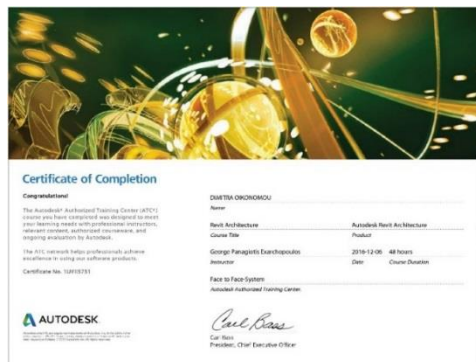 Certificate of Completion
Congratulations!
The Autodesk® Authorized Training Center (ATC®)
course you have completed was designed to meet
your learning needs with professional instructors,
relevant content, authorized courseware, and
ongoing evaluation by Autodesk.
The ATC network helps professionals achieve
excellence in using our software products.
Certificate No.
AUTODESK
DIMITRA OIKONOMOU
Name
Revit Architecture Autodesk Revit Architecture
Course Title Product
George Panagiotis Exarchopoulos 2016-12-06 48 hours
Instructor Date Course Duration
Face to Face-System
Autodesk Authorized Training Center
Carl Bass
Carl Bass
President, Chief Executive Officer